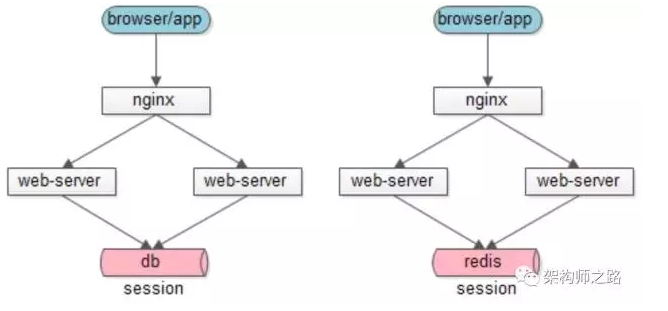 browser/app
nginx
web-server
web-server
db
session
browser/app
nginx
web-server
web-server
redis
session
架构师之路